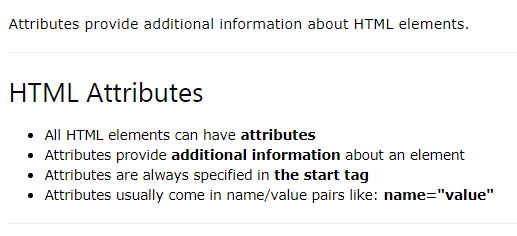 Attributes provide additional information about HTML elements.
HTML Attributes
All HTML elements can have attributes
Attributes provide additional information about an element
Attributes are always specified in the start tag
Attributes usually come in name/value pairs like: name="value"